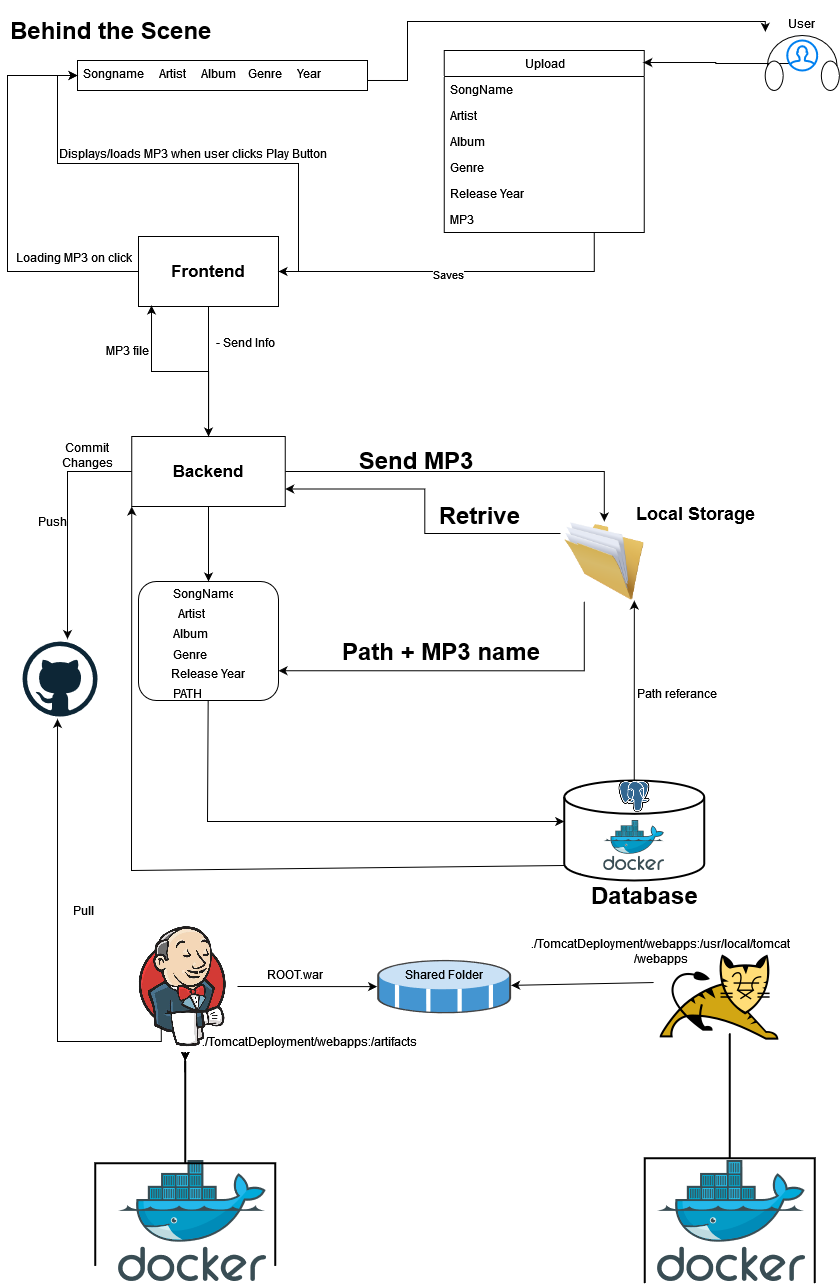 Behind the Scene
User
Songname Artist Album Genre Year
Upload
SongName
Artist
Album
Genre
Release Year
MP3
Displays/loads MP3 when user clicks Play Button
Loading MP3 on click
Frontend
Saves
MP3 file
- Send Info
Commit
Changes
Backend
Send MP3
Retrive
Local Storage
Push
SongName
Artist
Album
Genre
Release Year
PATH
Path + MP3 name
Path referance
docker
Database
Pull
./TomcatDeployment/webapps:/usr/local/tomcat
/webapps
ROOT.war
Shared Folder
./TomcatDeployment/webapps:/artifacts
docker
docker